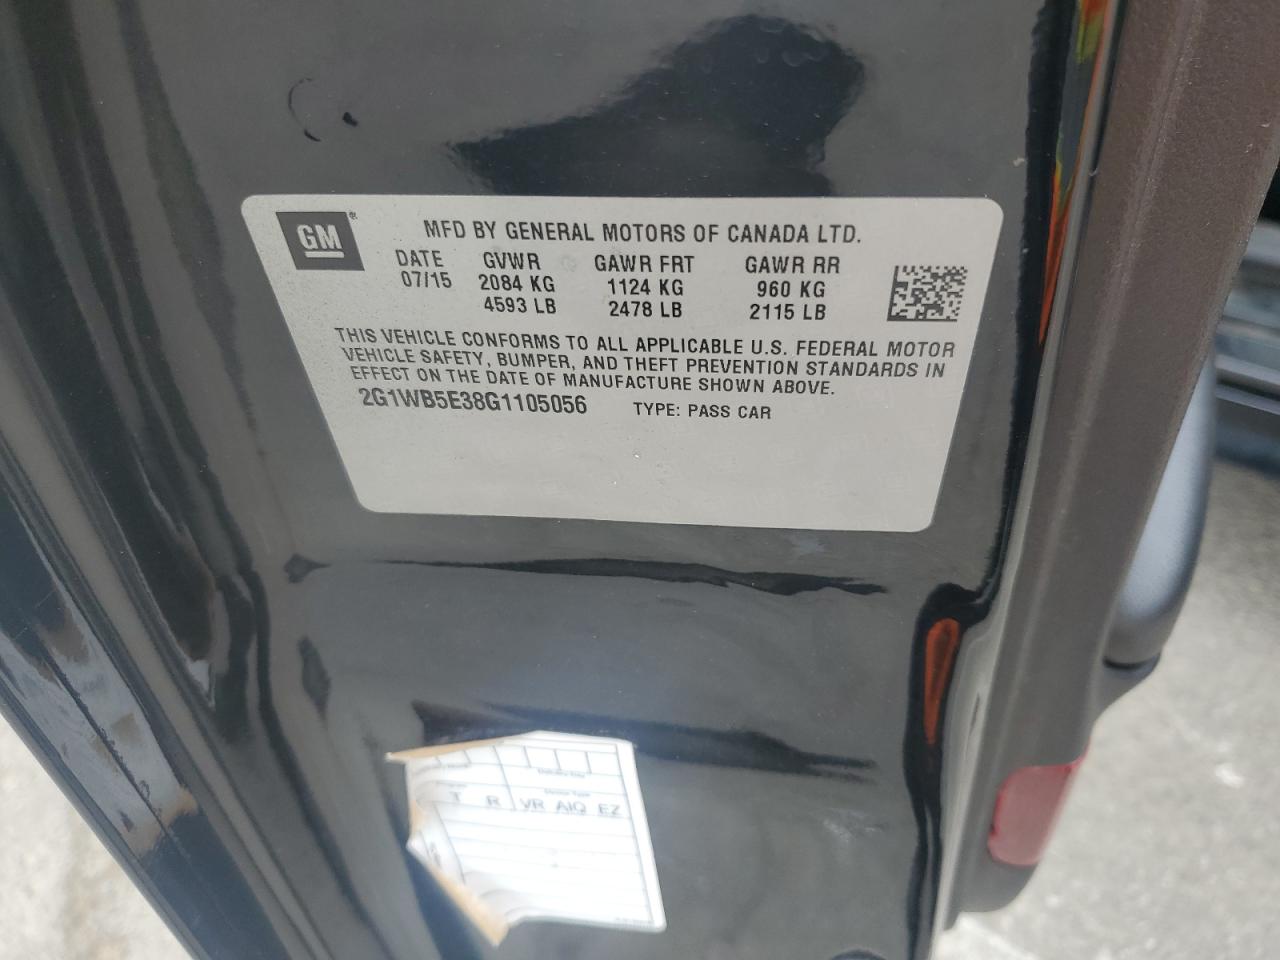 GM ®
MFD BY GENERAL MOTORS OF CANADA LTD.
DATE GVWR GAWR FRT GAWR RR
07/15 2084 KG 1124 KG 960 KG
4593 LB 2478 LB 2115 LB
THIS VEHICLE CONFORMS TO ALL APPLICABLE U.S. FEDERAL MOTOR
VEHICLE SAFETY, BUMPER, AND THEFT PREVENTION STANDARDS IN
EFFECT ON THE DATE OF MANUFACTURE SHOWN ABOVE.
2G1WB5E38G1105056 TYPE: PASS CAR
T R VR AIQ EZ